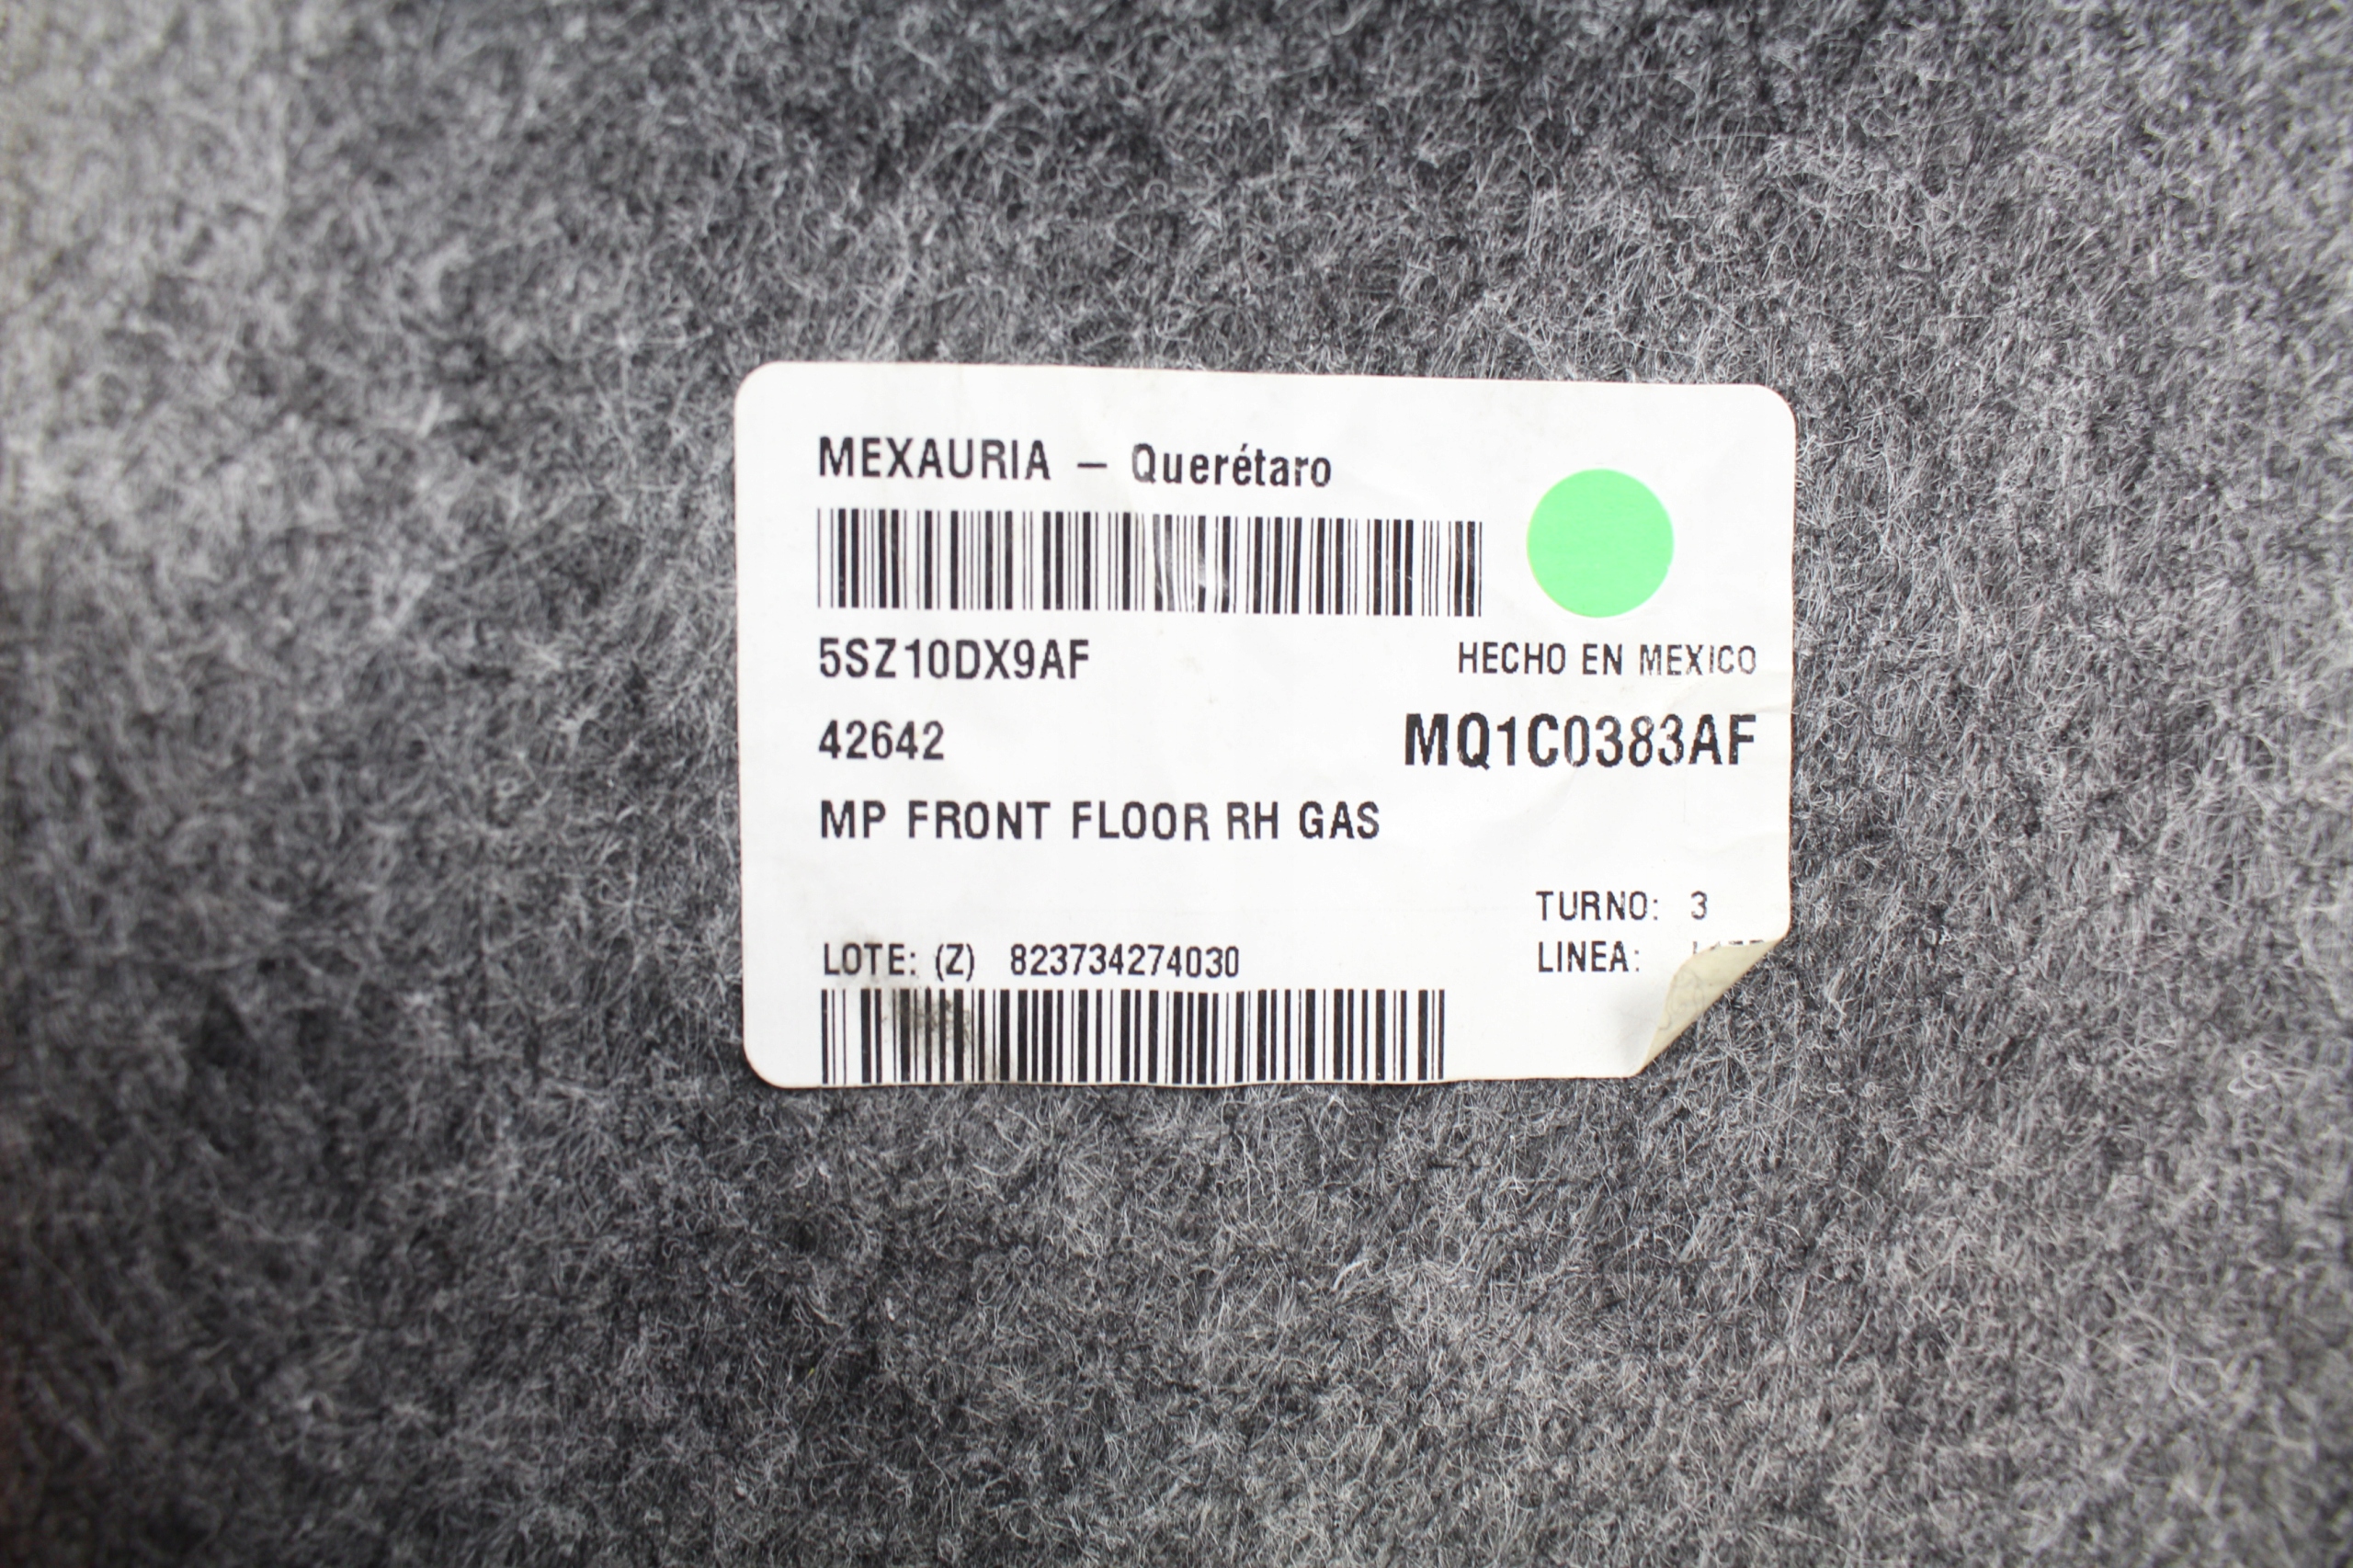 MEXAURIA – Querétaro
5SZ10DX9AF
HECHO EN MEXICO
42642
MQ1C0383AF
MP FRONT FLOOR RH GAS
TURNO: 3
LOTE: (Z) 823734274030
LINEA: